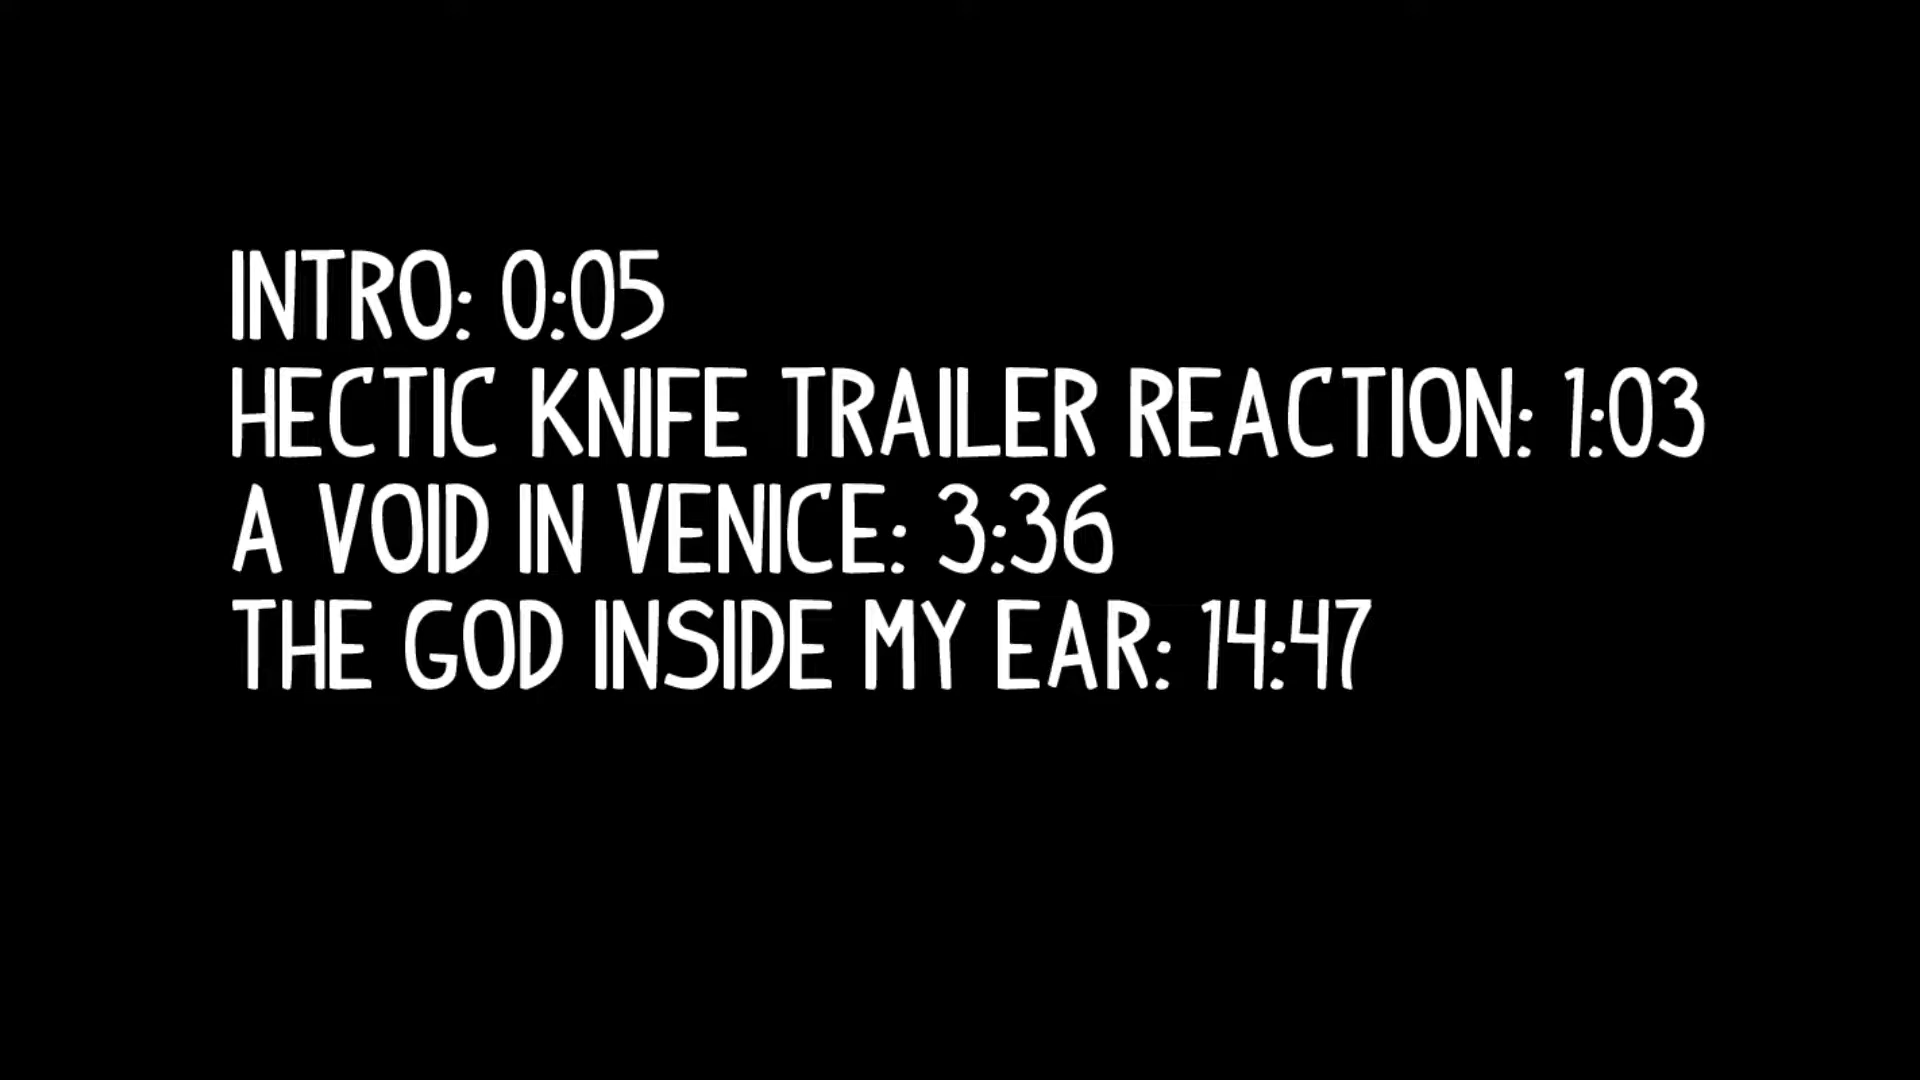 INTRO: 0:05
HECTIC KNIFE TRAILER REACTION: 1:03
A VOID IN VENICE: 3:36
THE GOD INSIDE MY EAR: 14:47